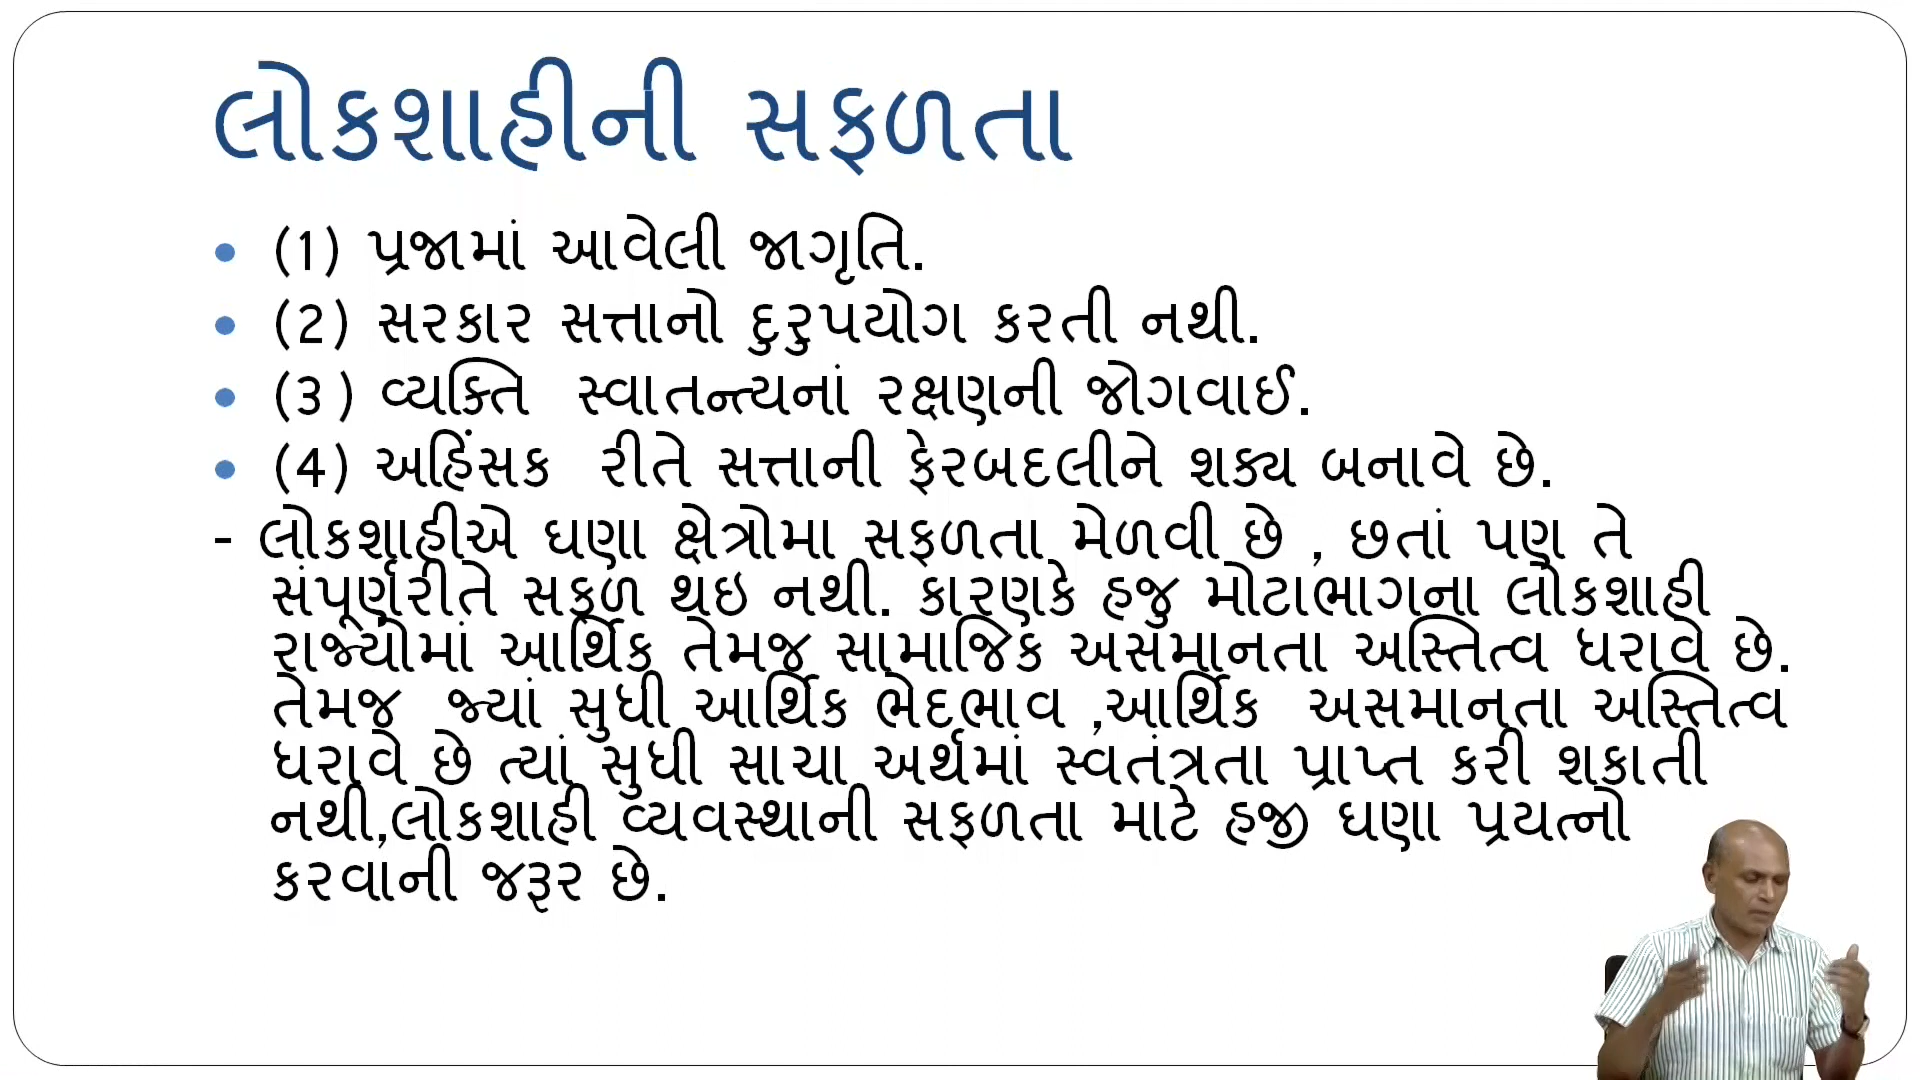 લોકશાહીની સફળતા
• (1) પ્રજામાં આવેલી જાગૃતિ.
• (2) સરકાર સત્તાનો દુરુપયોગ કરતી નથી.
• (3) વ્યક્તિ સ્વાતન્ત્યનાં રક્ષણની જોગવાઈ.
• (4) અહિંસક રીતે સત્તાની ફેરબદલીને શક્ય બનાવે છે.
- લોકશાહીએ ઘણા ક્ષેત્રોમા સફળતા મેળવી છે , છતાં પણ તે
સંપૂર્ણરીતે સફળ થઇ નથી. કારણકે હજુ મોટાભાગના લોકશાહી
રાજ્યોમાં આર્થિક તેમજ સામાજિક અસમાનતા અસ્તિત્વ ધરાવે છે.
તેમજ જ્યાં સુધી આર્થિક ભેદભાવ ,આર્થિક અસમાનતા અસ્તિત્વ
ધરાવે છે ત્યાં સુધી સાચા અર્થમાં સ્વતંત્રતા પ્રાપ્ત કરી શકાતી
નથી,લોકશાહી વ્યવસ્થાની સફળતા માટે હજી ઘણા પ્રયત્નો
કરવાની જરૂર છે.